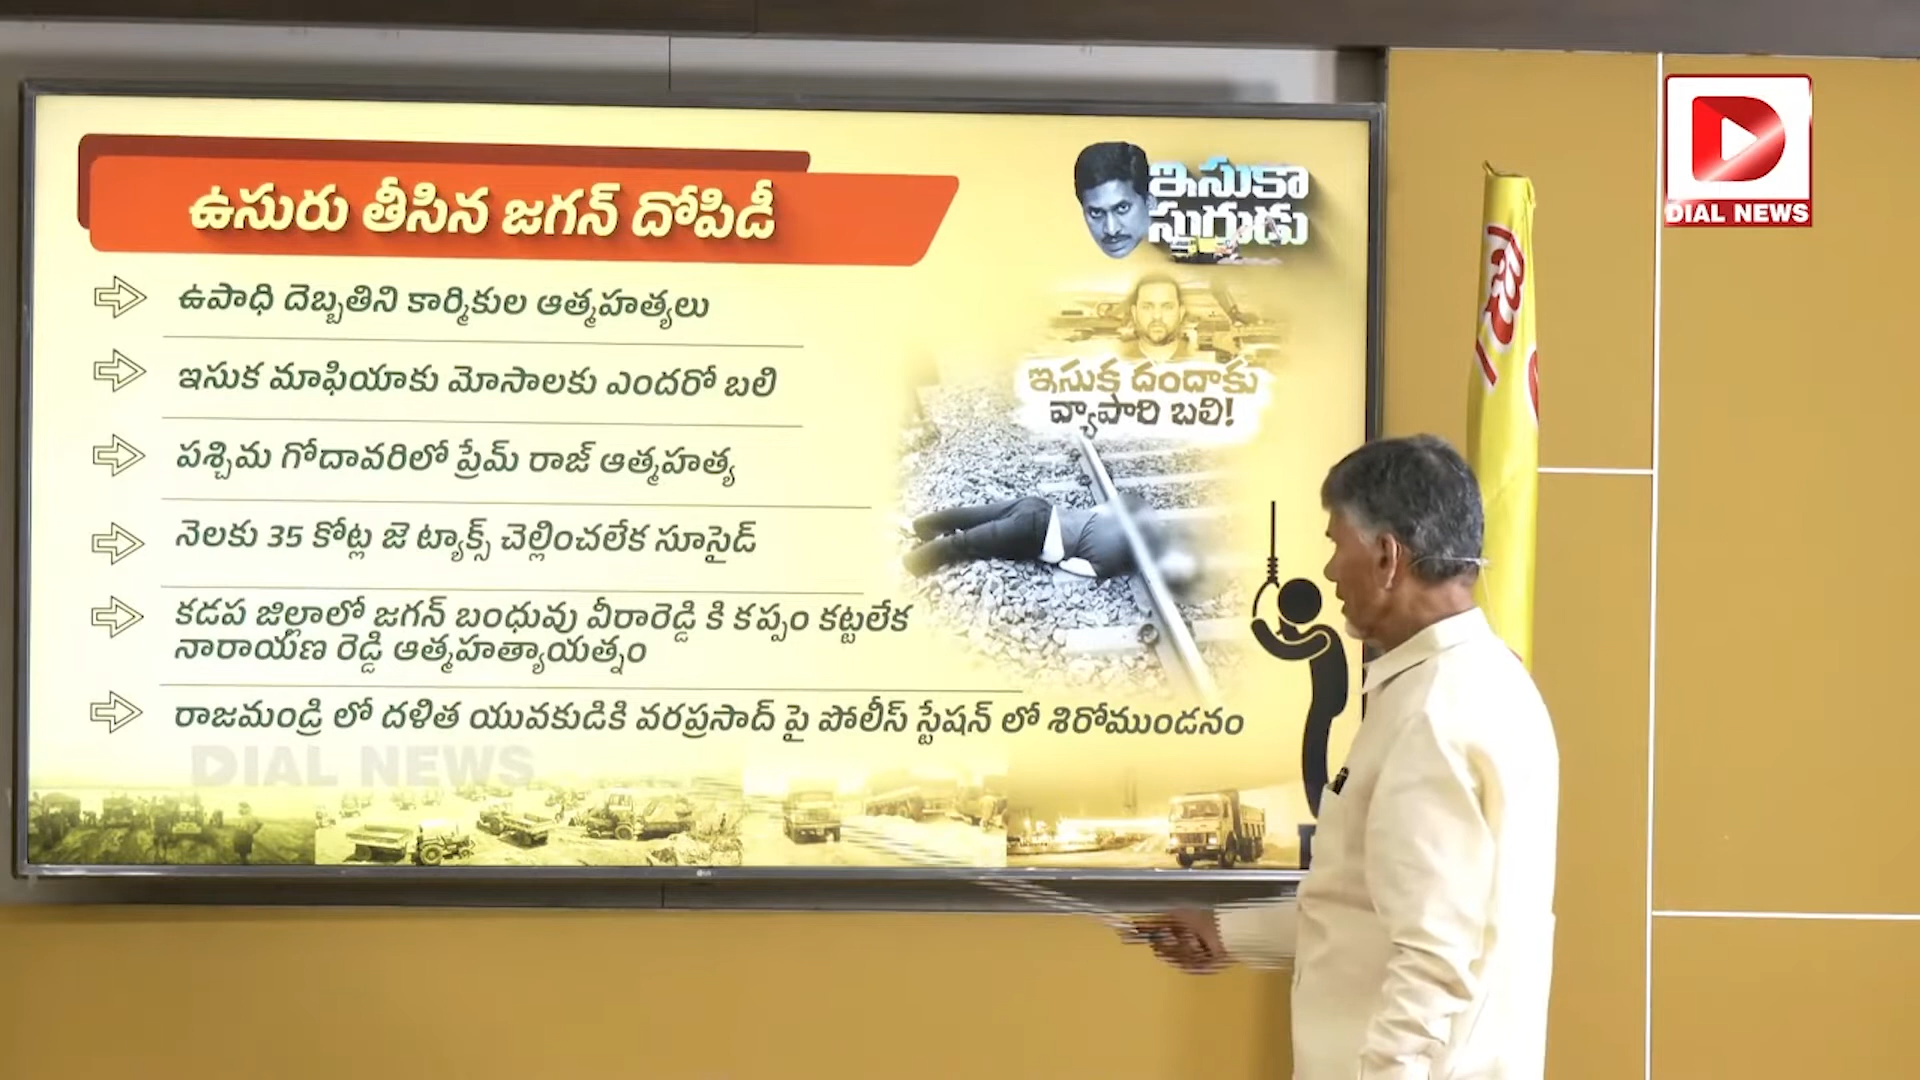 ఉసురు తీసిన జగన్ దోపిడీ
ఇసుకా
సురుడు
DIAL NEWS
ఉపాధి దెబ్బతిని కార్మికుల ఆత్మహత్యలు
ఇసుక మాఫియాకు మోసాలకు ఎందరో బలి
ఇసుక దందాకు
వ్యాపారి బలి!
పశ్చిమ గోదావరిలో ప్రేమ్ రాజ్ ఆత్మహత్య
నెలకు 35 కోట్ల జె ట్యాక్స్ చెల్లించలేక సూసైడ్
కడప జిల్లాలో జగన్ బంధువు వీరారెడ్డి కి కప్పం కట్టలేక
నారాయణ రెడ్డి ఆత్మహత్యాయత్నం
రాజమండ్రి లో దళిత యువకుడికి వరప్రసాద్ పై పోలీస్ స్టేషన్ లో శిరోముండనం
DIAL NEWS
LG